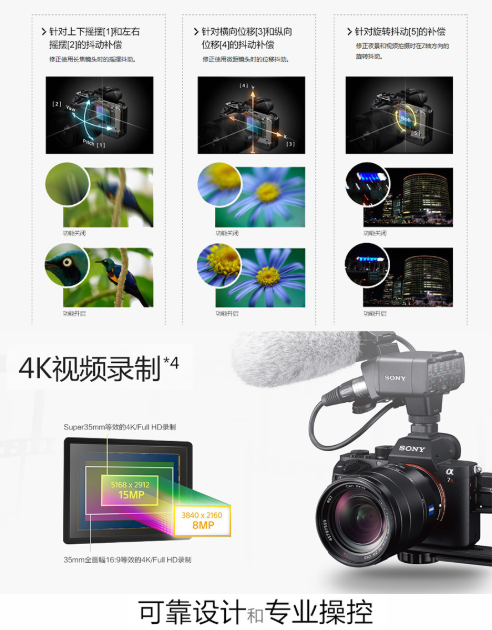 针对上下摇摆[1]和左右
摇摆[2]的抖动补偿
修正使用长焦镜头时的摇摆抖动。
针对横向位移[3]和纵向
位移[4]的抖动补偿
修正使用微距镜头时的位移抖动。
针对旋转抖动[5]的补偿
修正夜景和视频拍摄时在Z轴方向的
旋转抖动。
[2]
Yaw
Pitch [1]
[4] Y
X
[3]
[5]
功能关闭
功能关闭
功能关闭
功能开启
功能开启
功能开启
4K视频录制*4
Super35mm等效的4K/Full HD录制
5168 x 2912
15MP
3840 x 2160
8MP
35mm全画幅16:9等效的4K/Full HD录制
SONY
SONY
α
可靠设计和专业操控